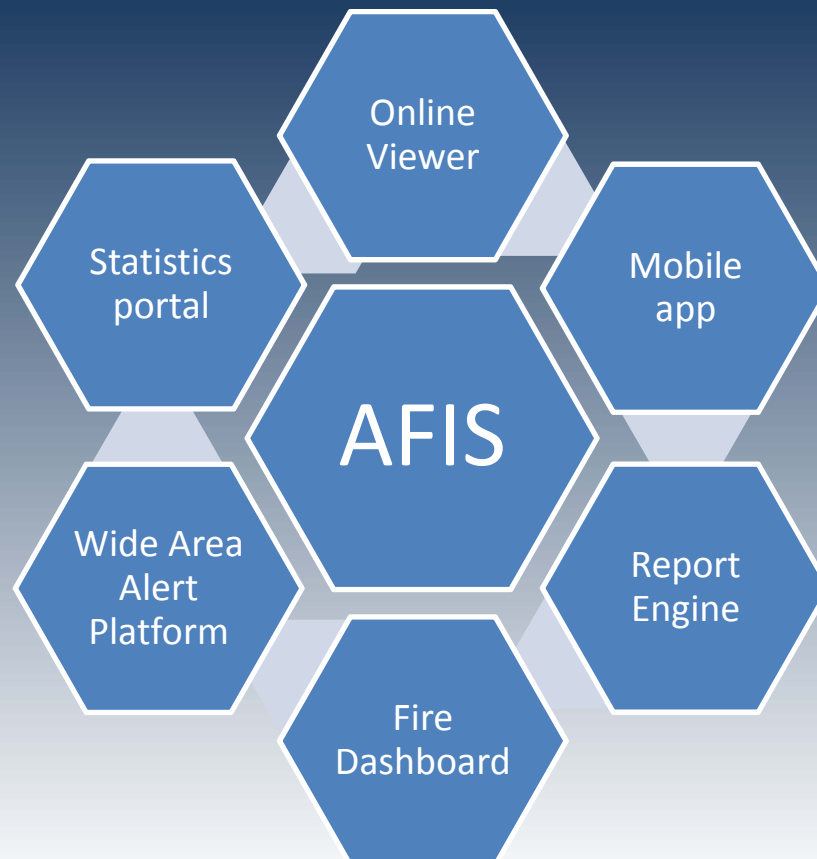 Online
Viewer
Statistics
portal
Mobile
app
AFIS
Wide Area
Alert
Platform
Report
Engine
Fire
Dashboard